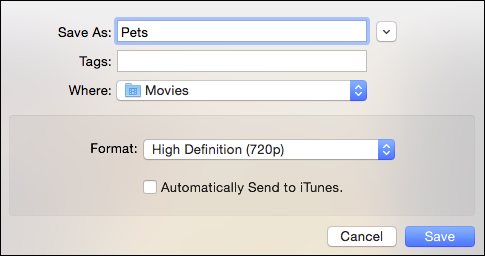 Save As: Pets
Tags:
Where: Movies
Format: High Definition (720p)
Automatically Send to iTunes.
Cancel Save